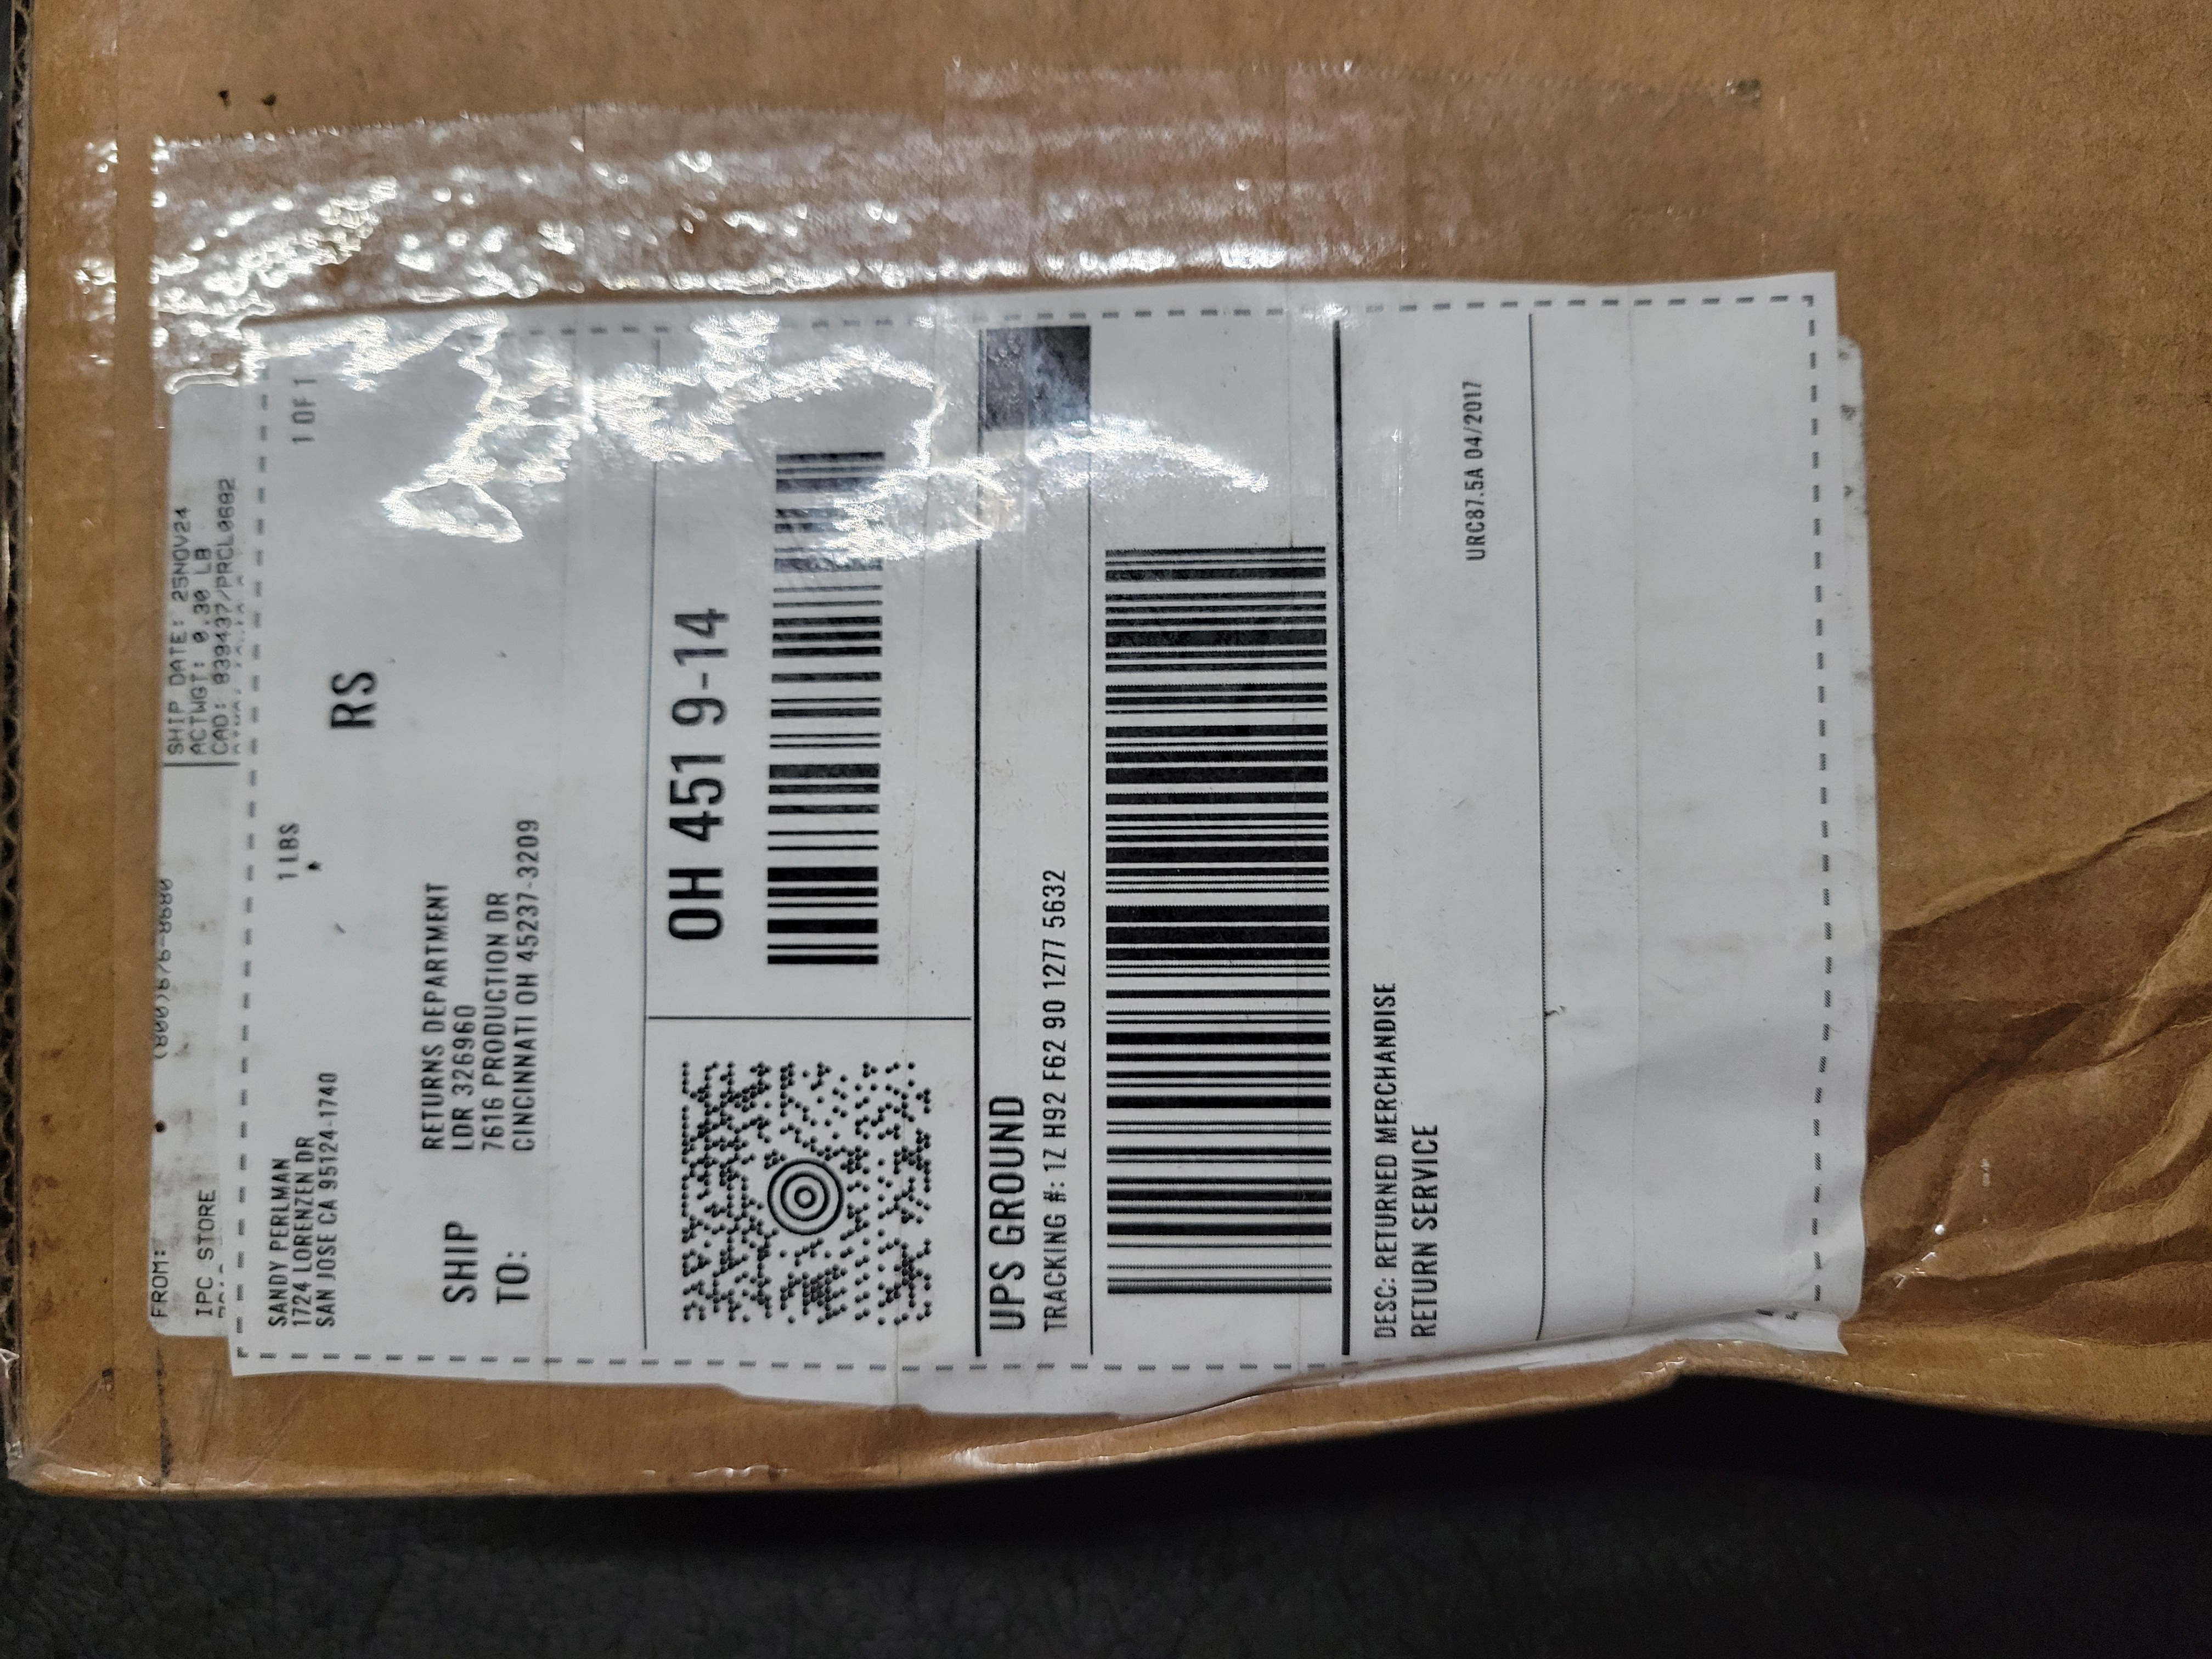 FROM:
IPC STORE
SHIP DATE: 25NOV24
ACTWGT: 0.30 LB
CAD: 839437/PRCL0882
SANDY PERLMAN
1724 LORENZEN DR
SAN JOSE CA 95124-1740
1 LBS
1 OF 1
RS
SHIP
TO:
RETURNS DEPARTMENT
LDR 326960
7616 PRODUCTION DR
CINCINNATI OH 45237-3209
OH 451 9-14
UPS GROUND
TRACKING #: 1Z H92 F62 90 1277 5632
DESC: RETURNED MERCHANDISE
RETURN SERVICE
URC87.5A 04/2017